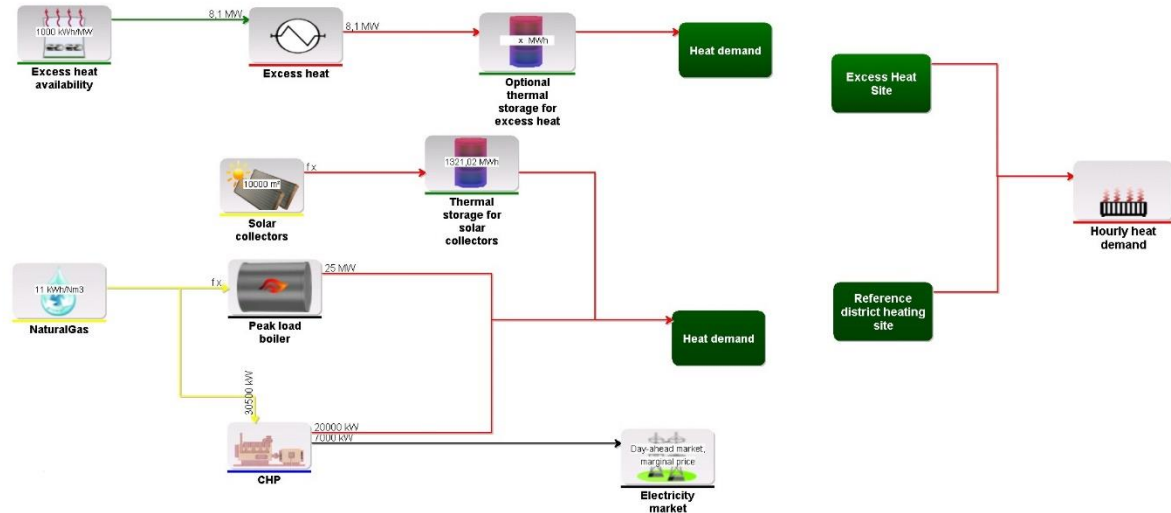 8,1 MW
1000 kWh/MW
Excess heat
availability
8,1 MW
Excess heat
x MWh
Optional
thermal
storage for
excess heat
Heat demand
Excess Heat
Site
f x
10000 m²
Solar
collectors
1321,02 MWh
Thermal
storage for
solar
collectors
Hourly heat
demand
11 kWh/Nm3
NaturalGas
f x
25 MW
Peak load
boiler
Heat demand
Reference
district heating
site
30500 kW
20000 kW
7000 kW
CHP
Day-ahead market,
marginal price
Electricity
market